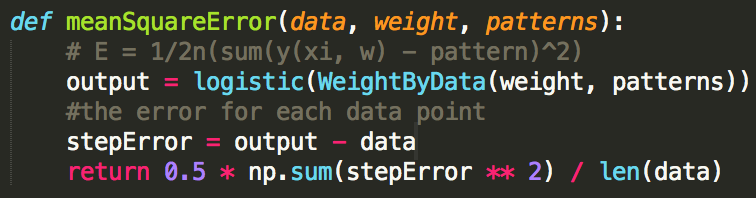 def meanSquareError(data, weight, patterns):
# E = 1/2n(sum(y(xi, w) - pattern)^2)
output = logistic(WeightByData(weight, patterns))
#the error for each data point
stepError = output - data
return 0.5 * np.sum(stepError ** 2) / len(data)